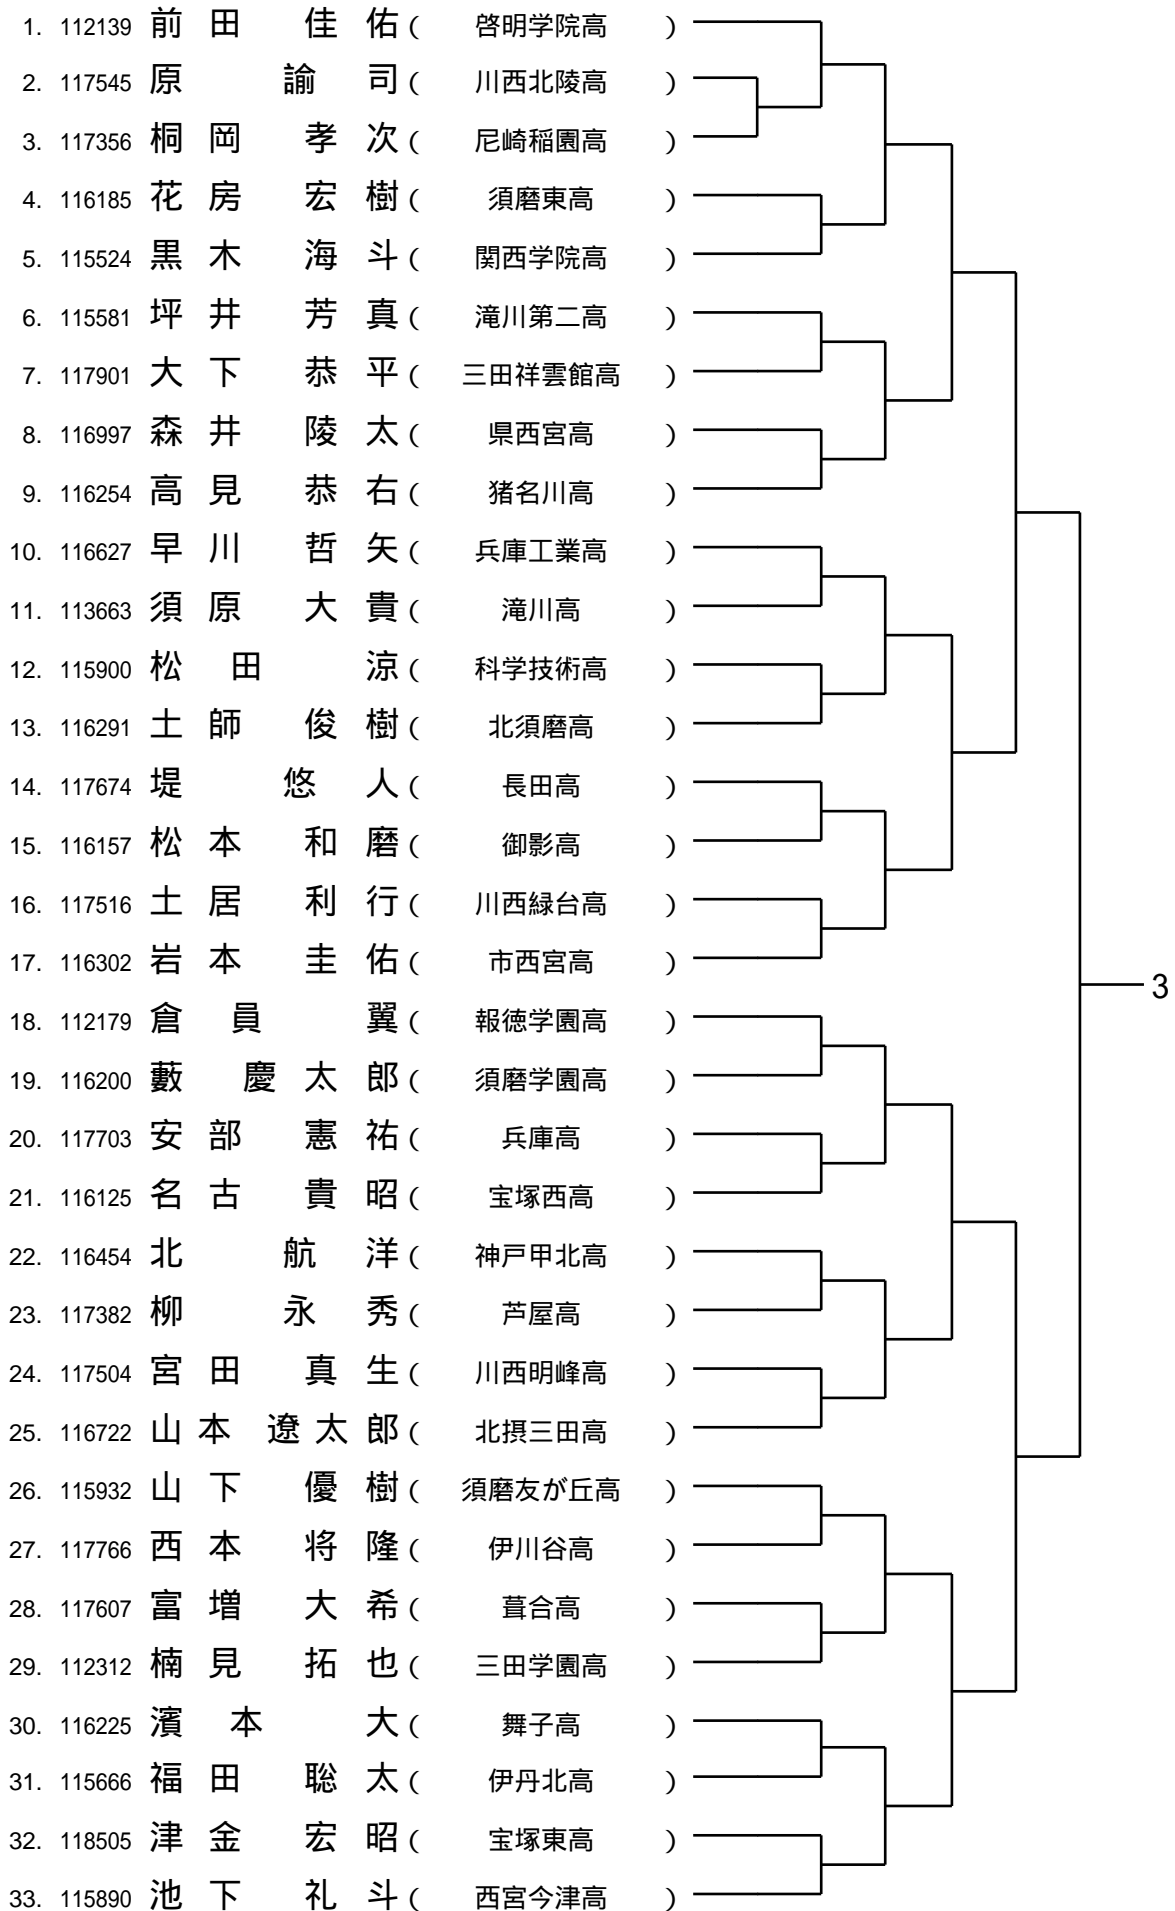 1. 112139 前田 佳佑 ( 啓明学院高 )
2. 117545 原 諭司 ( 川西北陵高 )
3. 117356 桐岡 孝次 ( 尼崎稲園高 )
4. 116185 花房 宏樹 ( 須磨東高 )
5. 115524 黒木 海斗 ( 関西学院高 )
6. 115581 坪井 芳真 ( 滝川第二高 )
7. 117901 大下 恭平 ( 三田祥雲館高 )
8. 116997 森井 陵太 ( 県西宮高 )
9. 116254 高見 恭右 ( 猪名川高 )
10. 116627 早川 哲矢 ( 兵庫工業高 )
11. 113663 須原 大貴 ( 滝川高 )
12. 115900 松田 涼 ( 科学技術高 )
13. 116291 土師 俊樹 ( 北須磨高 )
14. 117674 堤 悠人 ( 長田高 )
15. 116157 松本 和磨 ( 御影高 )
16. 117516 土居 利行 ( 川西緑台高 )
17. 116302 岩本 圭佑 ( 市西宮高 )
3
18. 112179 倉員 翼 ( 報徳学園高 )
19. 116200 藪 慶太郎 ( 須磨学園高 )
20. 117703 安部 憲祐 ( 兵庫高 )
21. 116125 名古 貴昭 ( 宝塚西高 )
22. 116454 北 航洋 ( 神戸甲北高 )
23. 117382 柳 永秀 ( 芦屋高 )
24. 117504 宮田 真生 ( 川西明峰高 )
25. 116722 山本 遼太郎 ( 北摂三田高 )
26. 115932 山下 優樹 ( 須磨友が丘高 )
27. 117766 西本 将隆 ( 伊川谷高 )
28. 117607 富増 大希 ( 葺合高 )
29. 112312 楠見 拓也 ( 三田学園高 )
30. 116225 濱本 大 ( 舞子高 )
31. 115666 福田 聡太 ( 伊丹北高 )
32. 118505 津金 宏昭 ( 宝塚東高 )
33. 115890 池下 礼斗 ( 西宮今津高 )